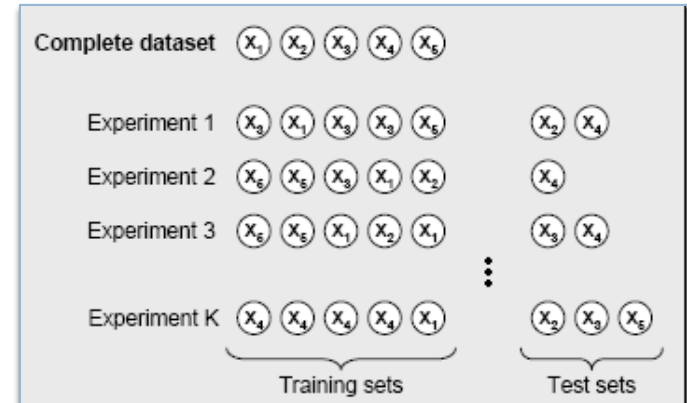 Complete dataset X₁ X₂ X₃ X₄ X₅
Experiment 1 X₃ X₁ X₃ X₃ X₅ X₂ X₄
Experiment 2 X₅ X₅ X₃ X₁ X₂ X₄
Experiment 3 X₅ X₅ X₁ X₂ X₁ X₃ X₄
Experiment K X₄ X₄ X₄ X₄ X₁ X₂ X₃ X₅
Training sets Test sets